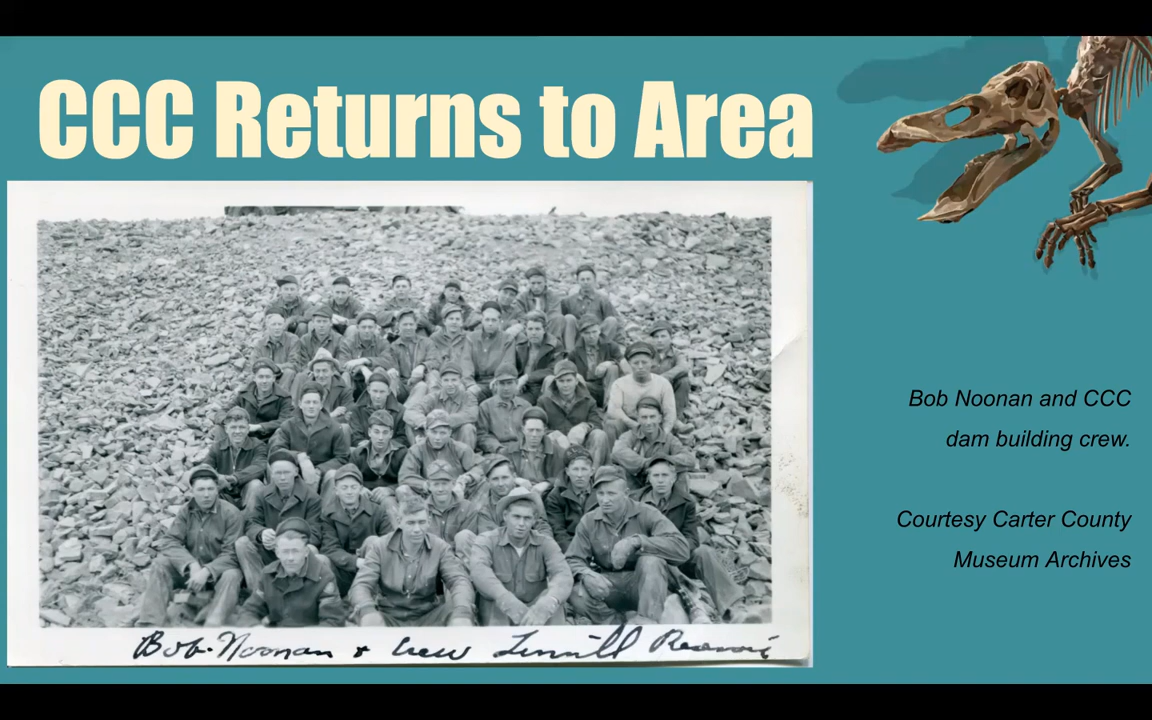 CCC Returns to Area
Bob Noonan & Crew
Bob Noonan and CCC
dam building crew.
Courtesy Carter County
Museum Archives